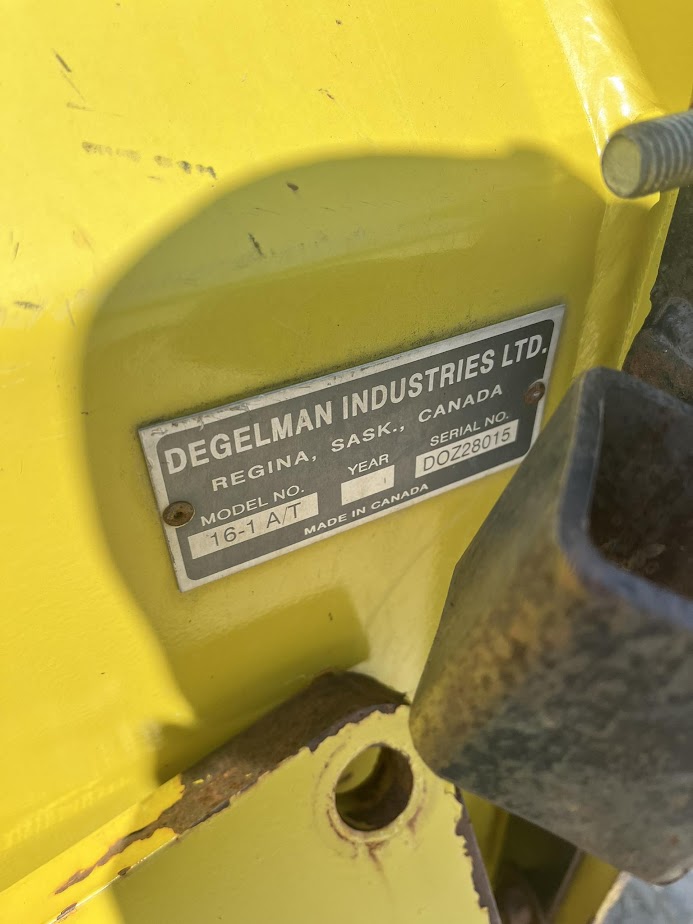 DEGELMAN INDUSTRIES LTD.
REGINA, SASK., CANADA
MODEL NO. YEAR SERIAL NO.
16-1 A/T DOZ28015
MADE IN CANADA